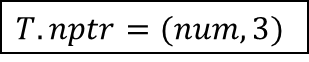 T.nptr = (num, 3)